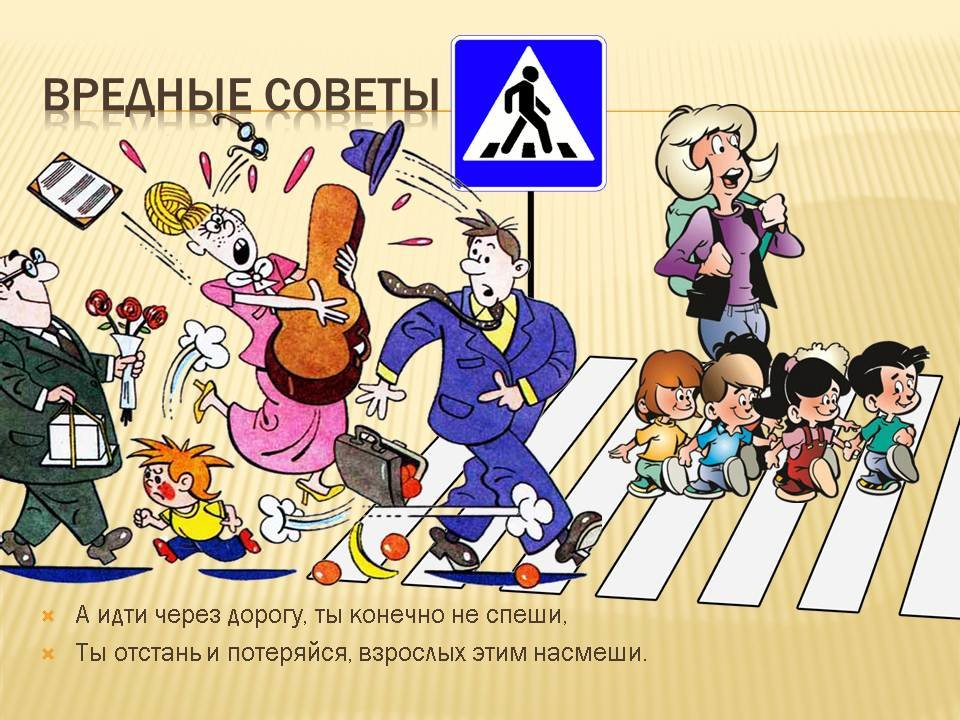 ВРЕДНЫЕ СОВЕТЫ
А идти через дорогу, ты конечно не спеши,
Ты отстань и потеряйся, взрослых этим насмеши.